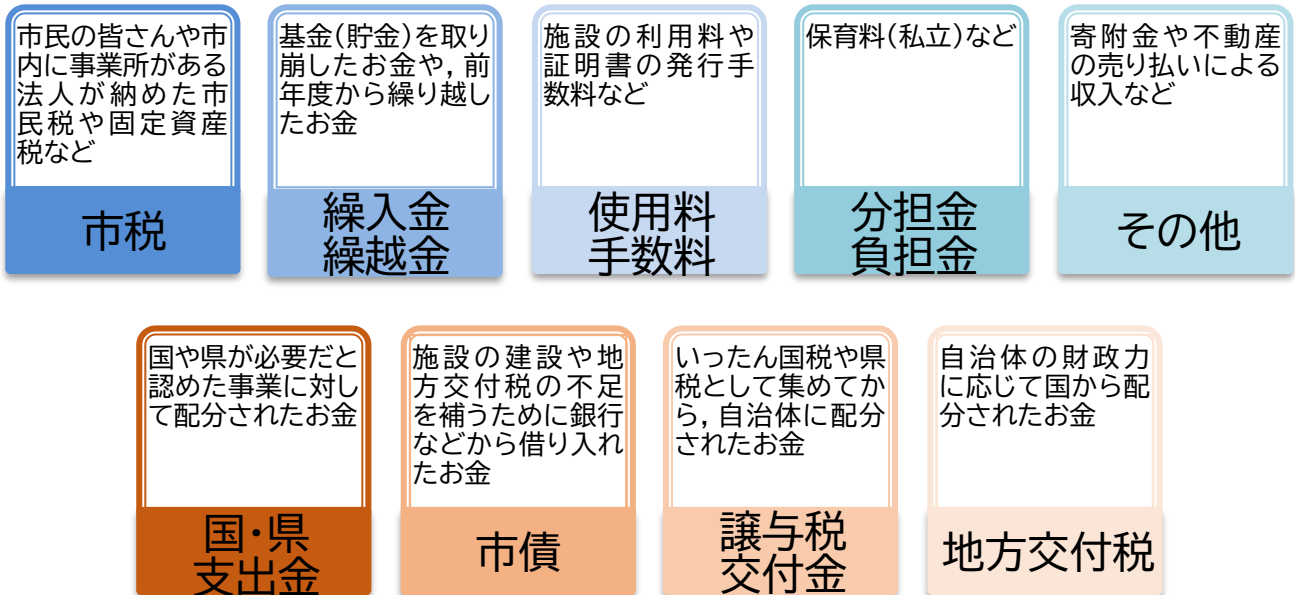 市民の皆さんや市
内に事業所がある
法人が納めた市
民税や固定資産
税など
市税
基金(貯金)を取り
崩したお金や,前
年度から繰り越し
たお金
繰入金
繰越金
施設の利用料や
証明書の発行手
数料など
使用料
手数料
保育料(私立)など
分担金
負担金
寄附金や不動産
の売り払いによる
収入など
その他
国や県が必要だと
認めた事業に対し
て配分されたお金
国・県
支出金
施設の建設や地
方交付税の不足
を補うために銀行
などから借り入れ
たお金
市債
いったん国税や県
税として集めてか
ら,自治体に配分
されたお金
譲与税
交付金
自治体の財政力
に応じて国から配
分されたお金
地方交付税